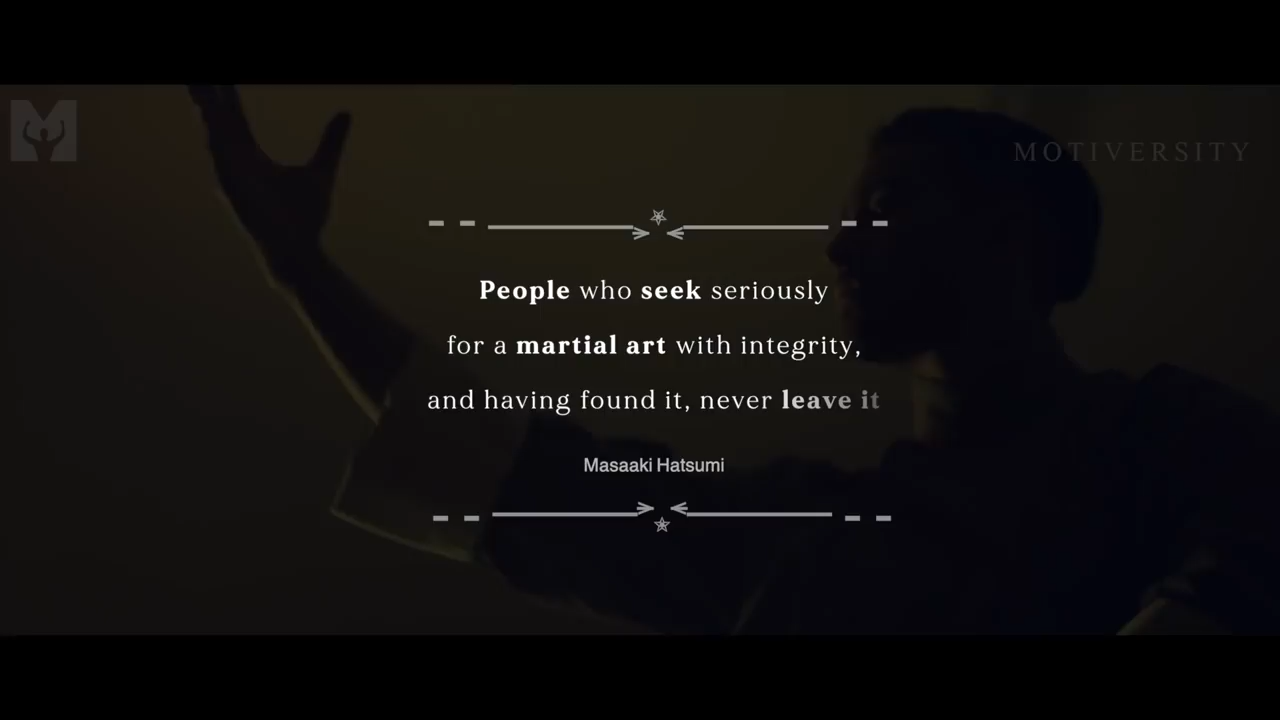 MOTIVERSITY
People who seek seriously
for a martial art with integrity,
and having found it, never leave it
Masaaki Hatsumi